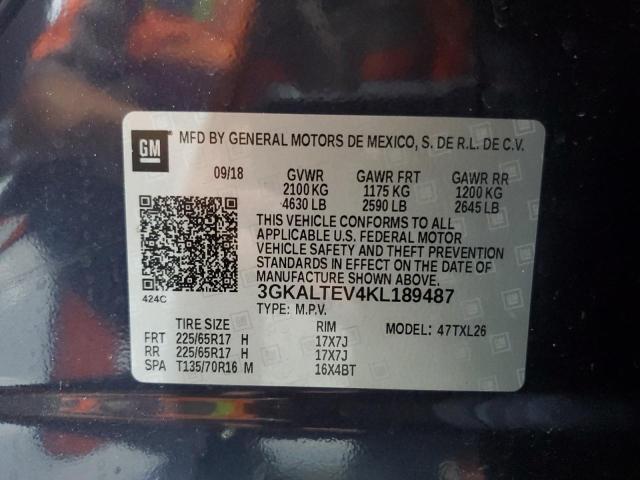 GM MFD BY GENERAL MOTORS DE MEXICO, S. DE R.L. DE C.V.
09/18 GVWR GAWR FRT GAWR RR
2100 KG 1175 KG 1200 KG
4630 LB 2590 LB 2645 LB
THIS VEHICLE CONFORMS TO ALL
APPLICABLE U.S. FEDERAL MOTOR
VEHICLE SAFETY AND THEFT PREVENTION
STANDARDS IN EFFECT ON THE DATE OF
MANUFACTURE SHOWN ABOVE.
424C 3GKALTEV4KL189487
TYPE: M.P.V.
TIRE SIZE RIM MODEL: 47TXL26
FRT 225/65R17 H 17X7J
RR 225/65R17 H 17X7J
SPA T135/70R16 M 16X4BT